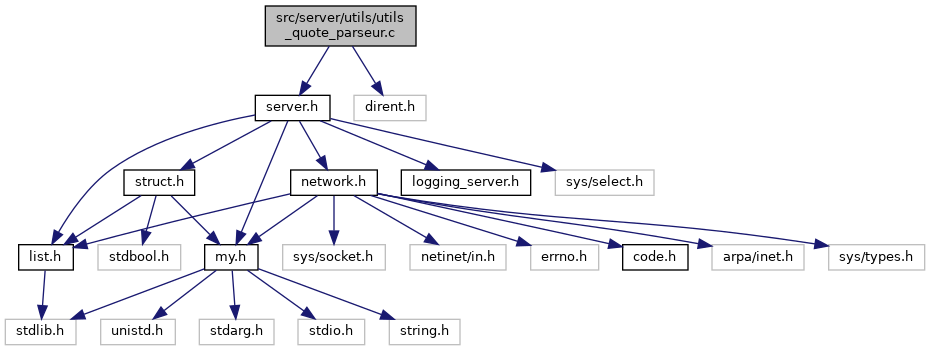 src/server/utils/utils
_quote_parseur.c
server.h
dirent.h
struct.h
network.h
logging_server.h
sys/select.h
list.h
stdbool.h
my.h
sys/socket.h
netinet/in.h
errno.h
code.h
arpa/inet.h
sys/types.h
stdlib.h
unistd.h
stdarg.h
stdio.h
string.h